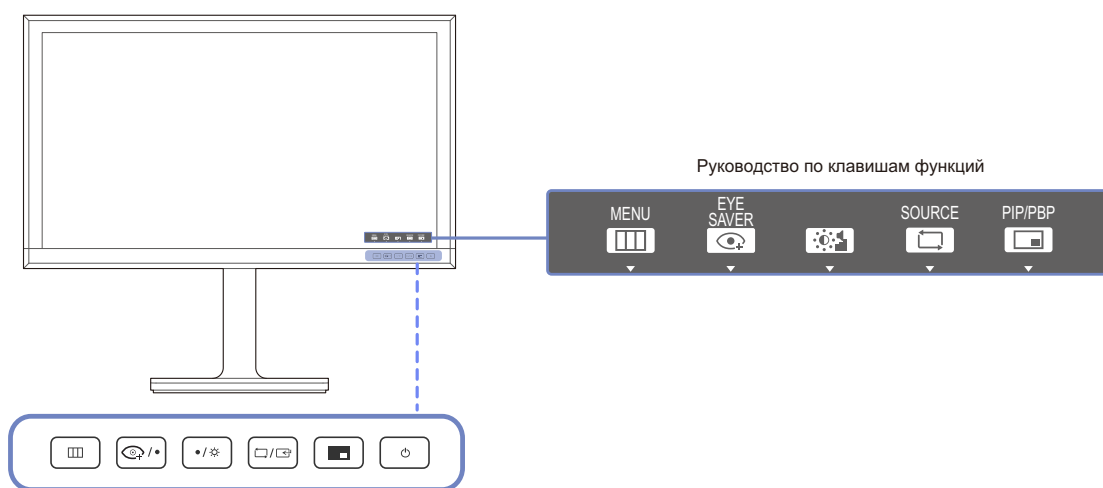 Руководство по клавишам функций
MENU
EYE
SAVER
SOURCE
PIP/PBP